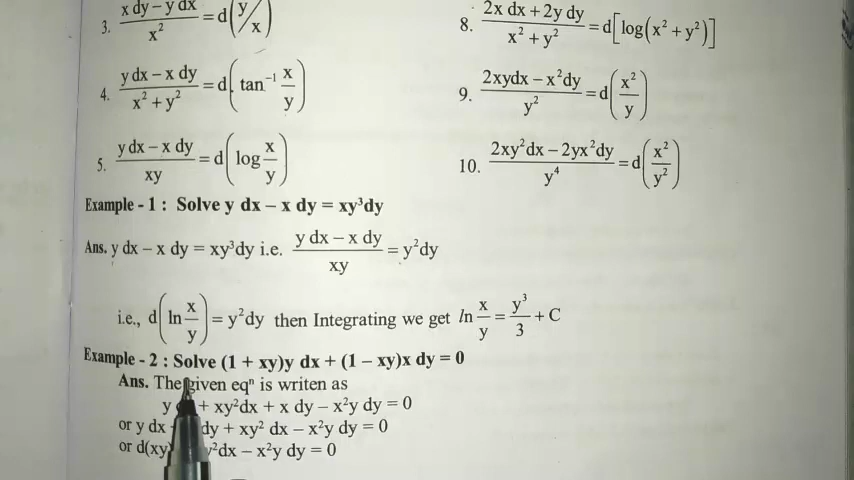 3. x dy – y dx / x² = d(y/x)
4. y dx – x dy / x² + y² = d(tan⁻¹ x/y)
5. y dx – x dy / xy = d(log x/y)
8. 2x dx + 2y dy / x² + y² = d[log(x² + y²)]
9. 2xydx – x²dy / y² = d(x²/y)
10. 2xy²dx – 2yx²dy / y⁴ = d(x²/y²)
Example - 1 : Solve y dx – x dy = xy³dy
Ans. y dx – x dy = xy³dy i.e. y dx – x dy / xy = y²dy
i.e., d(ln x/y) = y²dy then Integrating we get ln x/y = y³/3 + C
Example - 2 : Solve (1 + xy)y dx + (1 – xy)x dy = 0
Ans. The given eqⁿ is writen as
y + xy²dx + x dy – x²y dy = 0
or y dx dy + xy² dx – x²y dy = 0
or d(xy) y²dx – x²y dy = 0